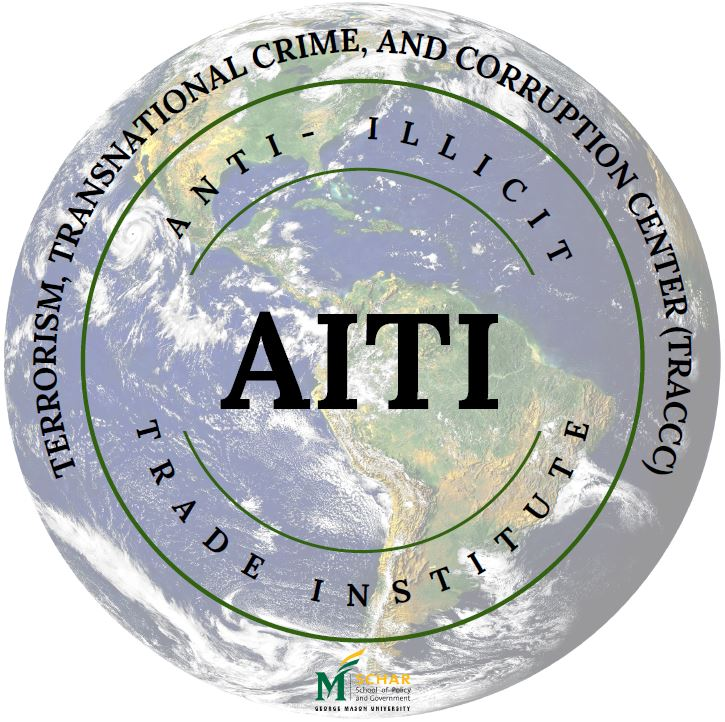 TERRORISM, TRANSNATIONAL CRIME, AND CORRUPTION CENTER (TRACCC)
ANTI- ILLICIT
AITI
TRADE INSTITUTE
M SCHAR
School of Policy
and Government
GEORGE MASON UNIVERSITY